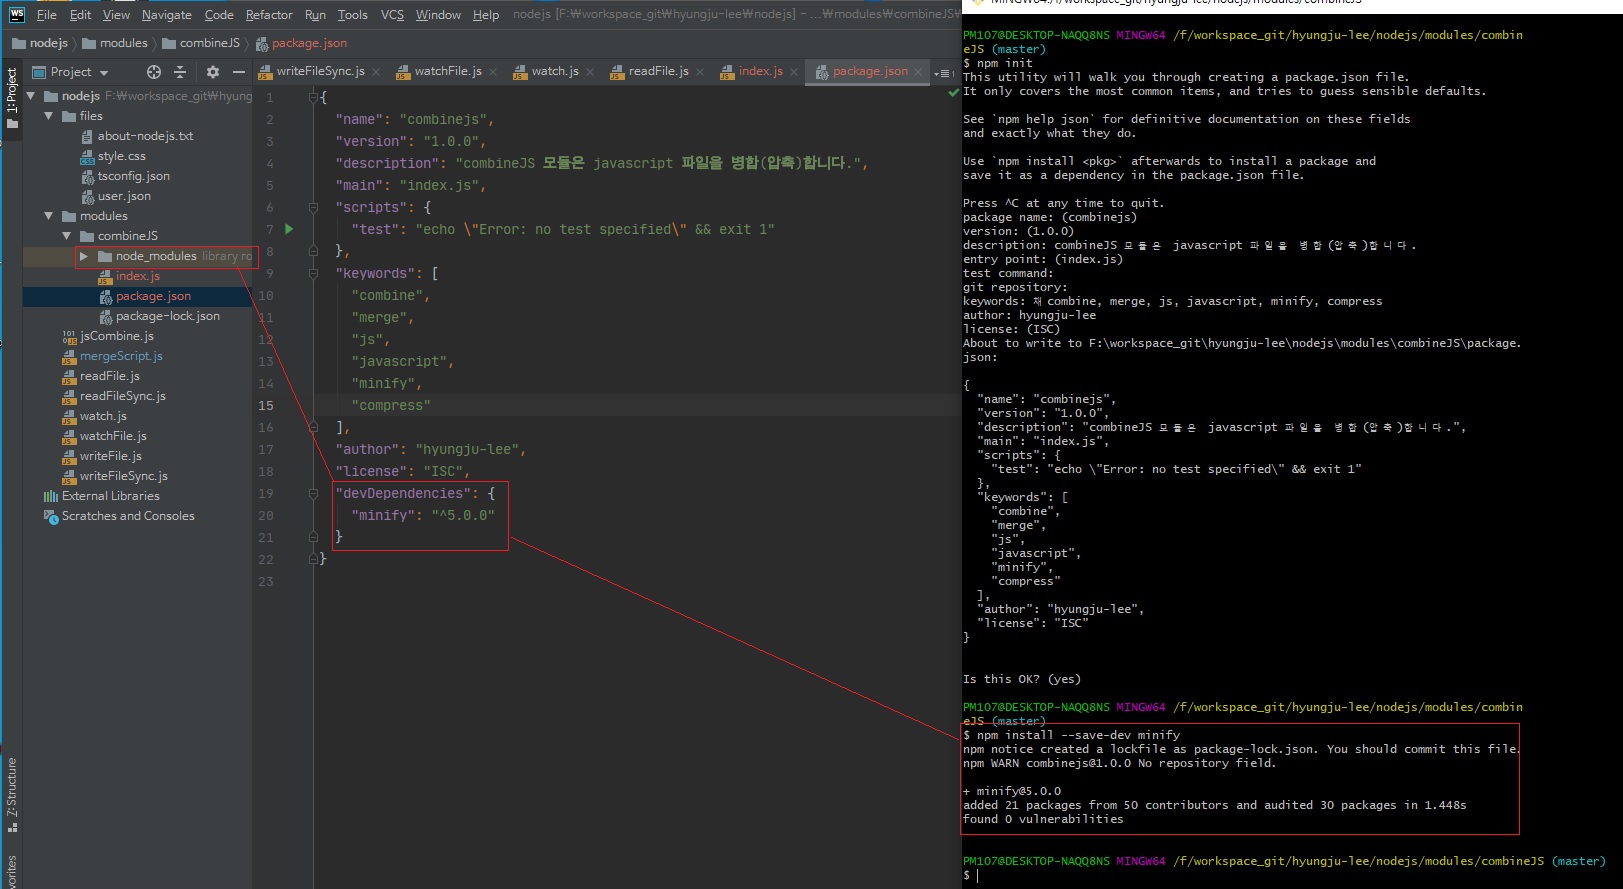 WS File Edit View Navigate Code Refactor Run Tools VCS Window Help nodejs [F:₩workspace_git₩hyungju-lee₩nodejs] - ...₩modules₩combineJS₩
nodejs modules combineJS package.json
Project
writeFileSync.js watchFile.js watch.js readFile.js index.js package.json
1: Project
Z: Structure
nodejs F:₩workspace_git₩hyung
files
about-nodejs.txt
style.css
tsconfig.json
user.json
modules
combineJS
node_modules library ro
index.js
package.json
package-lock.json
jsCombine.js
mergeScript.js
readFile.js
readFileSync.js
watch.js
watchFile.js
writeFile.js
writeFileSync.js
External Libraries
Scratches and Consoles
1 {
2 "name": "combinejs",
3 "version": "1.0.0",
4 "description": "combineJS 모듈은 javascript 파일을 병합(압축)합니다.",
5 "main": "index.js",
6 "scripts": {
7 "test": "echo \"Error: no test specified\" && exit 1"
8 },
9 "keywords": [
10 "combine",
11 "merge",
12 "js",
13 "javascript",
14 "minify",
15 "compress"
16 ],
17 "author": "hyungju-lee",
18 "license": "ISC",
19 "devDependencies": {
20 "minify": "^5.0.0"
21 }
22 }
23
PM107@DESKTOP-NAQQ8NS MINGW64 /f/workspace_git/hyungju-lee/nodejs/modules/combin
eJS (master)
$ npm init
This utility will walk you through creating a package.json file.
It only covers the most common items, and tries to guess sensible defaults.
See `npm help json` for definitive documentation on these fields
and exactly what they do.
Use `npm install <pkg>` afterwards to install a package and
save it as a dependency in the package.json file.
Press ^C at any time to quit.
package name: (combinejs)
version: (1.0.0)
description: combineJS 모듈은 javascript 파일을 병합(압축)합니다.
entry point: (index.js)
test command:
git repository:
keywords: 채combine, merge, js, javascript, minify, compress
author: hyungju-lee
license: (ISC)
About to write to F:\workspace_git\hyungju-lee\nodejs\modules\combineJS\package.
json:
{
"name": "combinejs",
"version": "1.0.0",
"description": "combineJS 모듈은 javascript 파일을 병합(압축)합니다.",
"main": "index.js",
"scripts": {
"test": "echo \"Error: no test specified\" && exit 1"
},
"keywords": [
"combine",
"merge",
"js",
"javascript",
"minify",
"compress"
],
"author": "hyungju-lee",
"license": "ISC"
}
Is this OK? (yes)
PM107@DESKTOP-NAQQ8NS MINGW64 /f/workspace_git/hyungju-lee/nodejs/modules/combin
eJS (master)
$ npm install --save-dev minify
npm notice created a lockfile as package-lock.json. You should commit this file.
npm WARN combinejs@1.0.0 No repository field.
+ minify@5.0.0
added 21 packages from 50 contributors and audited 30 packages in 1.448s
found 0 vulnerabilities
PM107@DESKTOP-NAQQ8NS MINGW64 /f/workspace_git/hyungju-lee/nodejs/modules/combineJS (master)
$